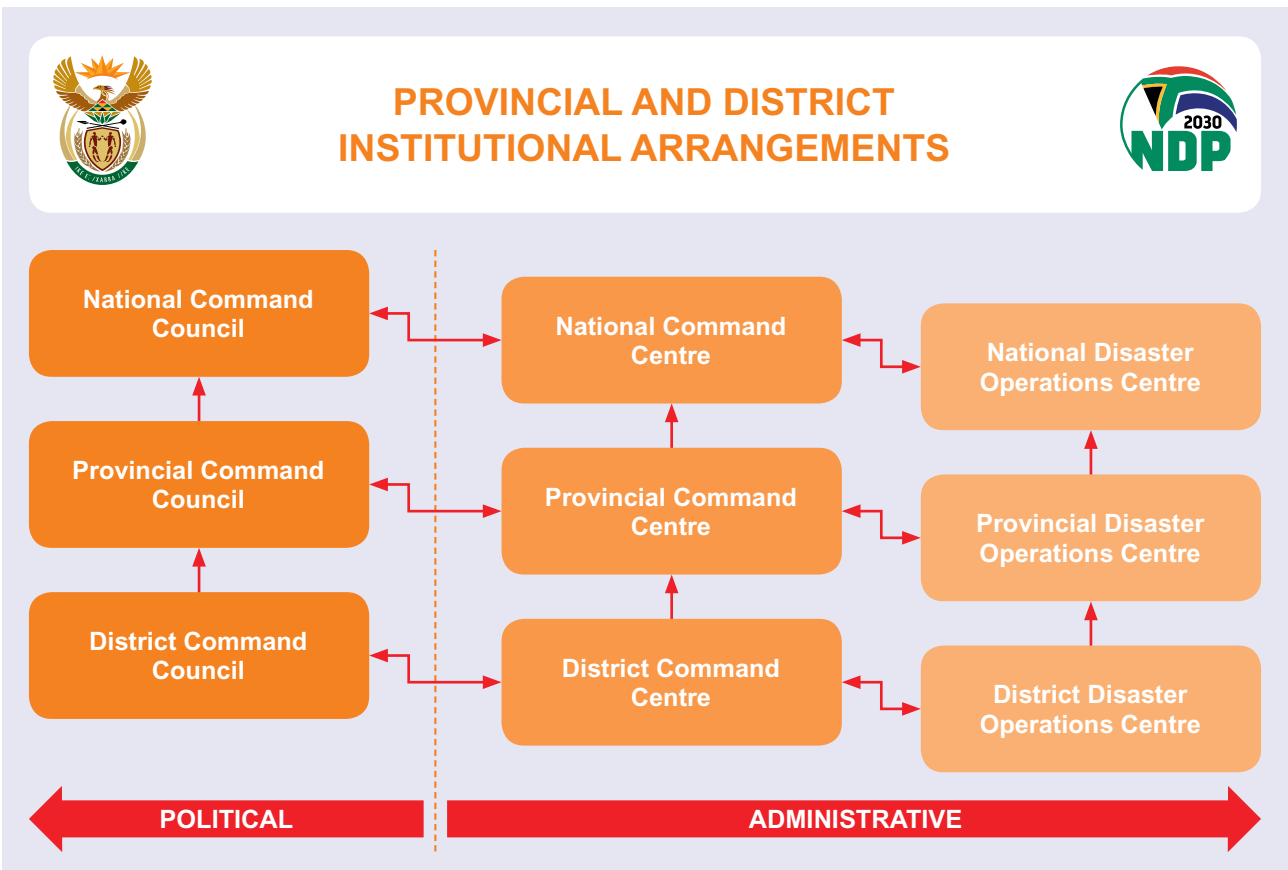 PROVINCIAL AND DISTRICT
INSTITUTIONAL ARRANGEMENTS
2030
NDP
National Command
Council
National Command
Centre
National Disaster
Operations Centre
Provincial Command
Council
Provincial Command
Centre
Provincial Disaster
Operations Centre
District Command
Council
District Command
Centre
District Disaster
Operations Centre
POLITICAL
ADMINISTRATIVE